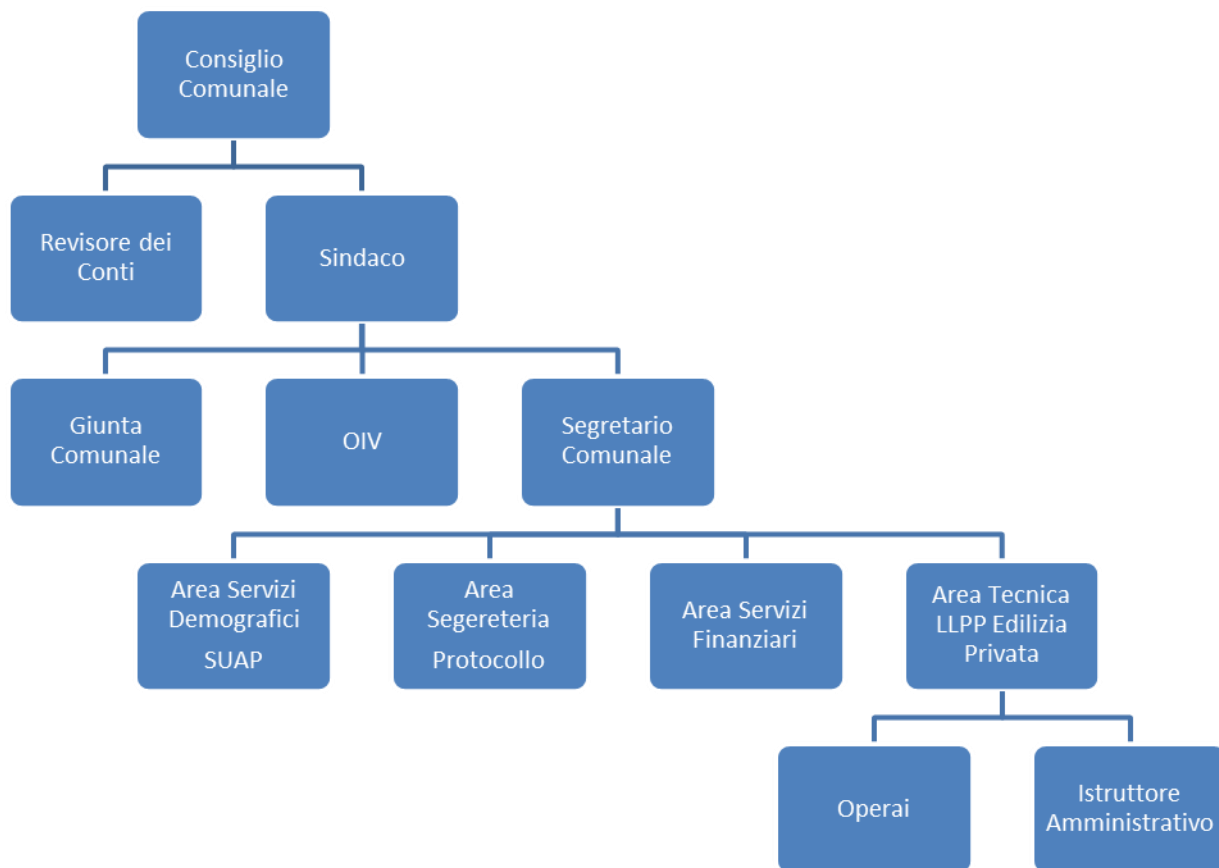 Consiglio
Comunale
Revisore dei
Conti
Sindaco
Giunta
Comunale
OIV
Segretario
Comunale
Area Servizi
Demografici
SUAP
Area
Segereteria
Protocollo
Area Servizi
Finanziari
Area Tecnica
LLPP Edilizia
Privata
Operai
Istruttore
Amministrativo